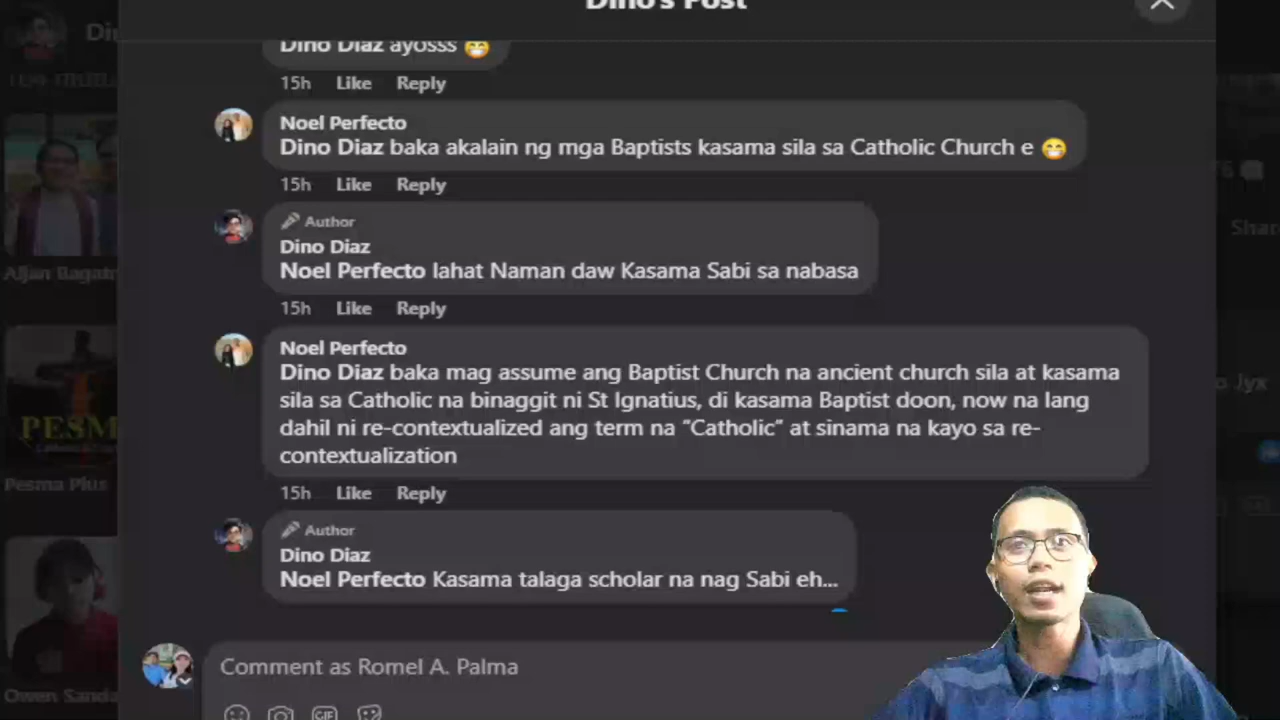 Dino's Post
Dino Diaz ayosss
15h Like Reply
Noel Perfecto
Dino Diaz baka akalain ng mga Baptists kasama sila sa Catholic Church e
15h Like Reply
Author
Dino Diaz
Noel Perfecto lahat Naman daw Kasama Sabi sa nabasa
15h Like Reply
Noel Perfecto
Dino Diaz baka mag assume ang Baptist Church na ancient church sila at kasama
sila sa Catholic na binaggit ni St Ignatius, di kasama Baptist doon, now na lang
dahil ni re-contextualized ang term na "Catholic" at sinama na kayo sa re-
contextualization
15h Like Reply
Author
Dino Diaz
Noel Perfecto Kasama talaga scholar na nag Sabi eh...
Comment as Romel A. Palma
GIF
PESM
Pesma Plus
Owen Sanda
Jyx